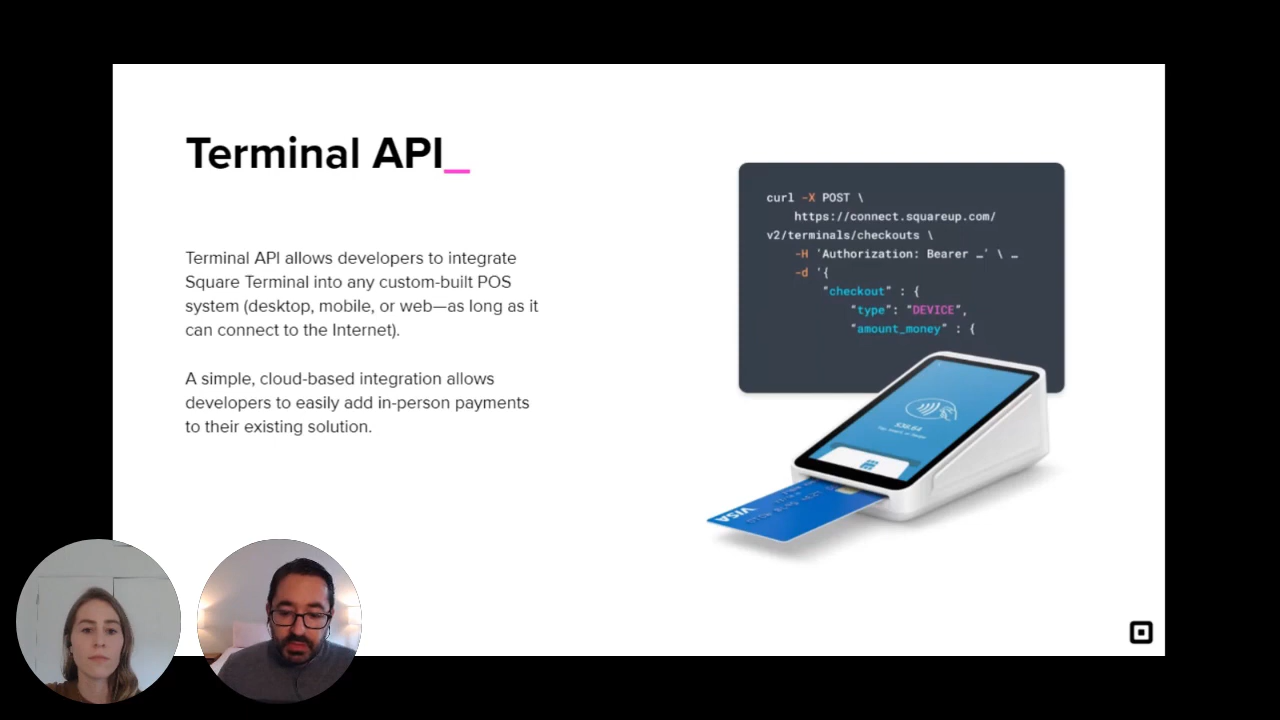 Terminal API_
Terminal API allows developers to integrate
Square Terminal into any custom-built POS
system (desktop, mobile, or web—as long as it
can connect to the Internet).
A simple, cloud-based integration allows
developers to easily add in-person payments
to their existing solution.
curl -X POST \
https://connect.squareup.com/
v2/terminals/checkouts \
-H 'Authorization: Bearer …' \ …
-d '{
"checkout" : {
"type": "DEVICE",
"amount_money" : {
VISA